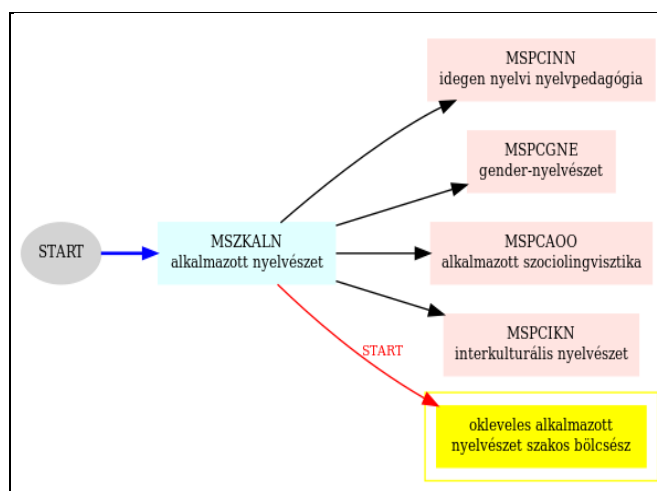 MSPCINN
idegen nyelvi nyelvpedagógia
MSPCGNE
gender-nyelvészet
START
MSZKALN
alkalmazott nyelvészet
MSPCAOO
alkalmazott szociolingvisztika
MSPCIKN
interkulturális nyelvészet
START
okleveles alkalmazott
nyelvészet szakos bölcsész